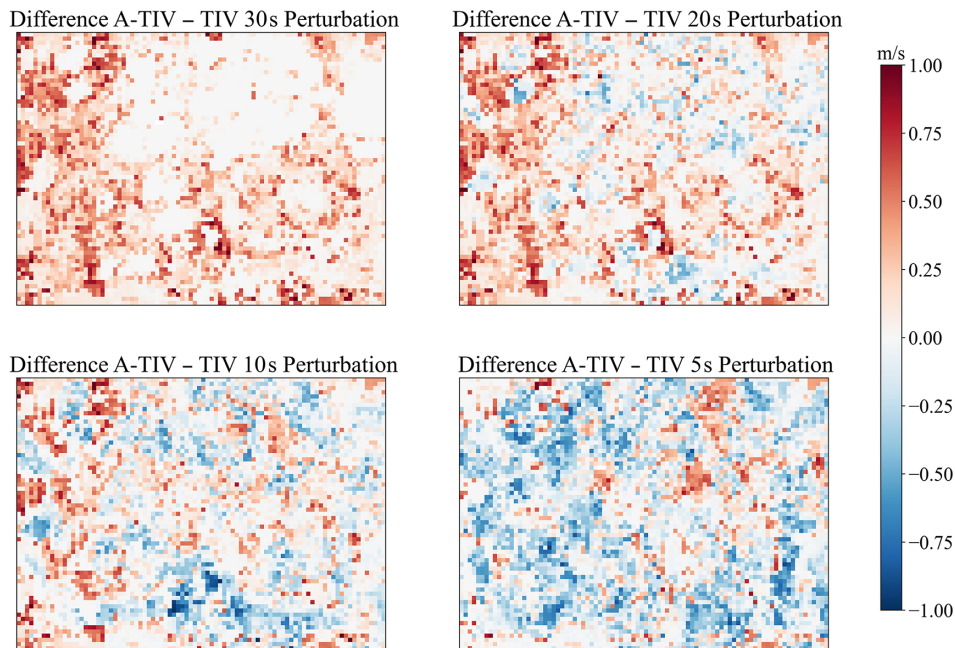 Difference A-TIV – TIV 30s Perturbation
Difference A-TIV – TIV 20s Perturbation
m/s
1.00
0.75
0.50
0.25
0.00
−0.25
−0.50
−0.75
−1.00
Difference A-TIV – TIV 10s Perturbation
Difference A-TIV – TIV 5s Perturbation